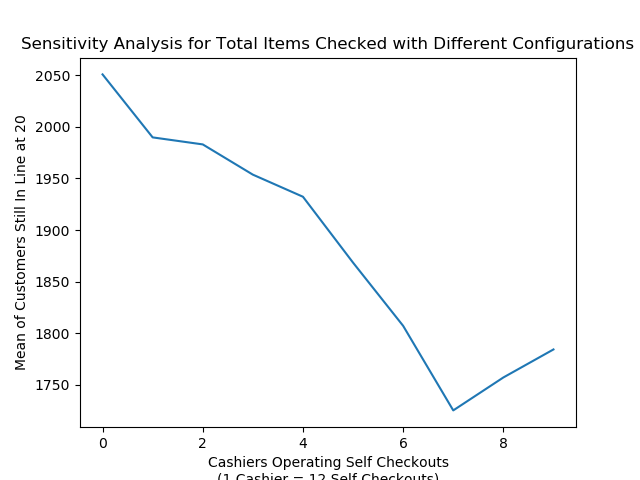 Sensitivity Analysis for Total Items Checked with Different Configurations
2050
2000
1950
1900
1850
1800
1750
Mean of Customers Still In Line at 20
0 2 4 6 8
Cashiers Operating Self Checkouts
(1 Cashier = 12 Self Checkouts)